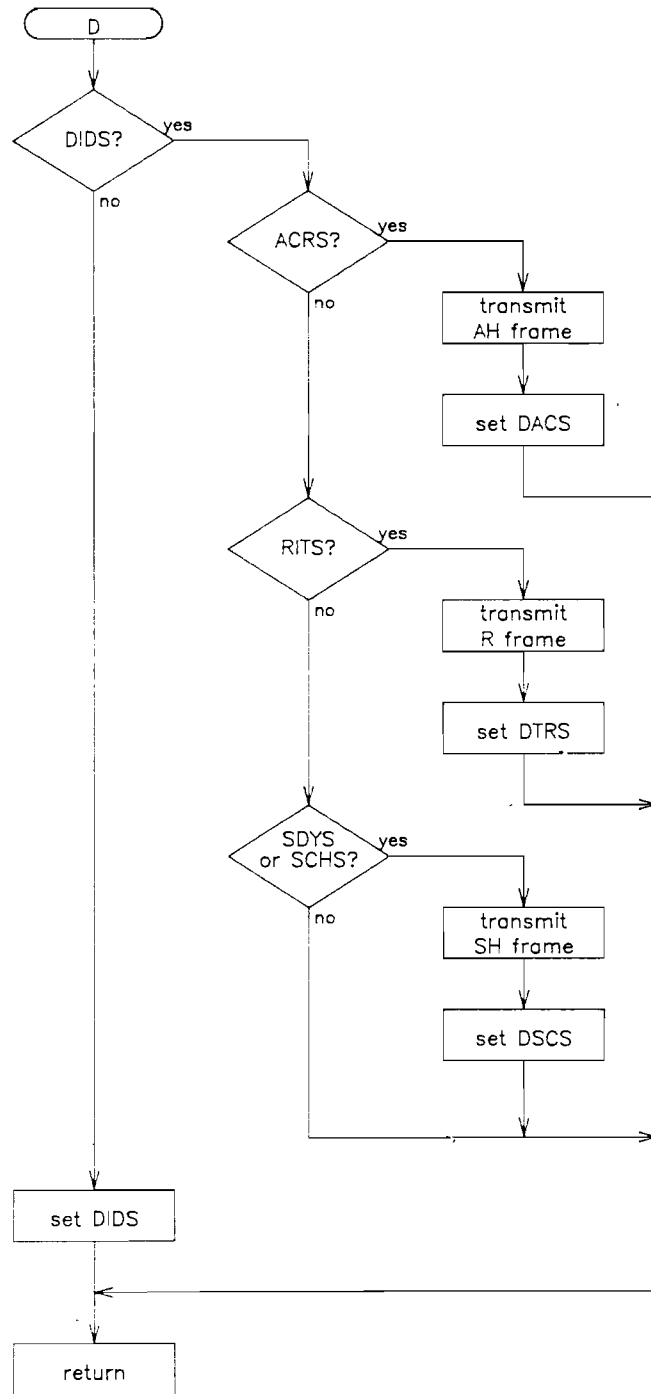 D
DIDS?
yes
no
ACRS?
yes
no
transmit
AH frame
set DACS
RITS?
yes
no
transmit
R frame
set DTRS
SDYS
or SCHS?
yes
no
transmit
SH frame
set DSCS
set DIDS
return